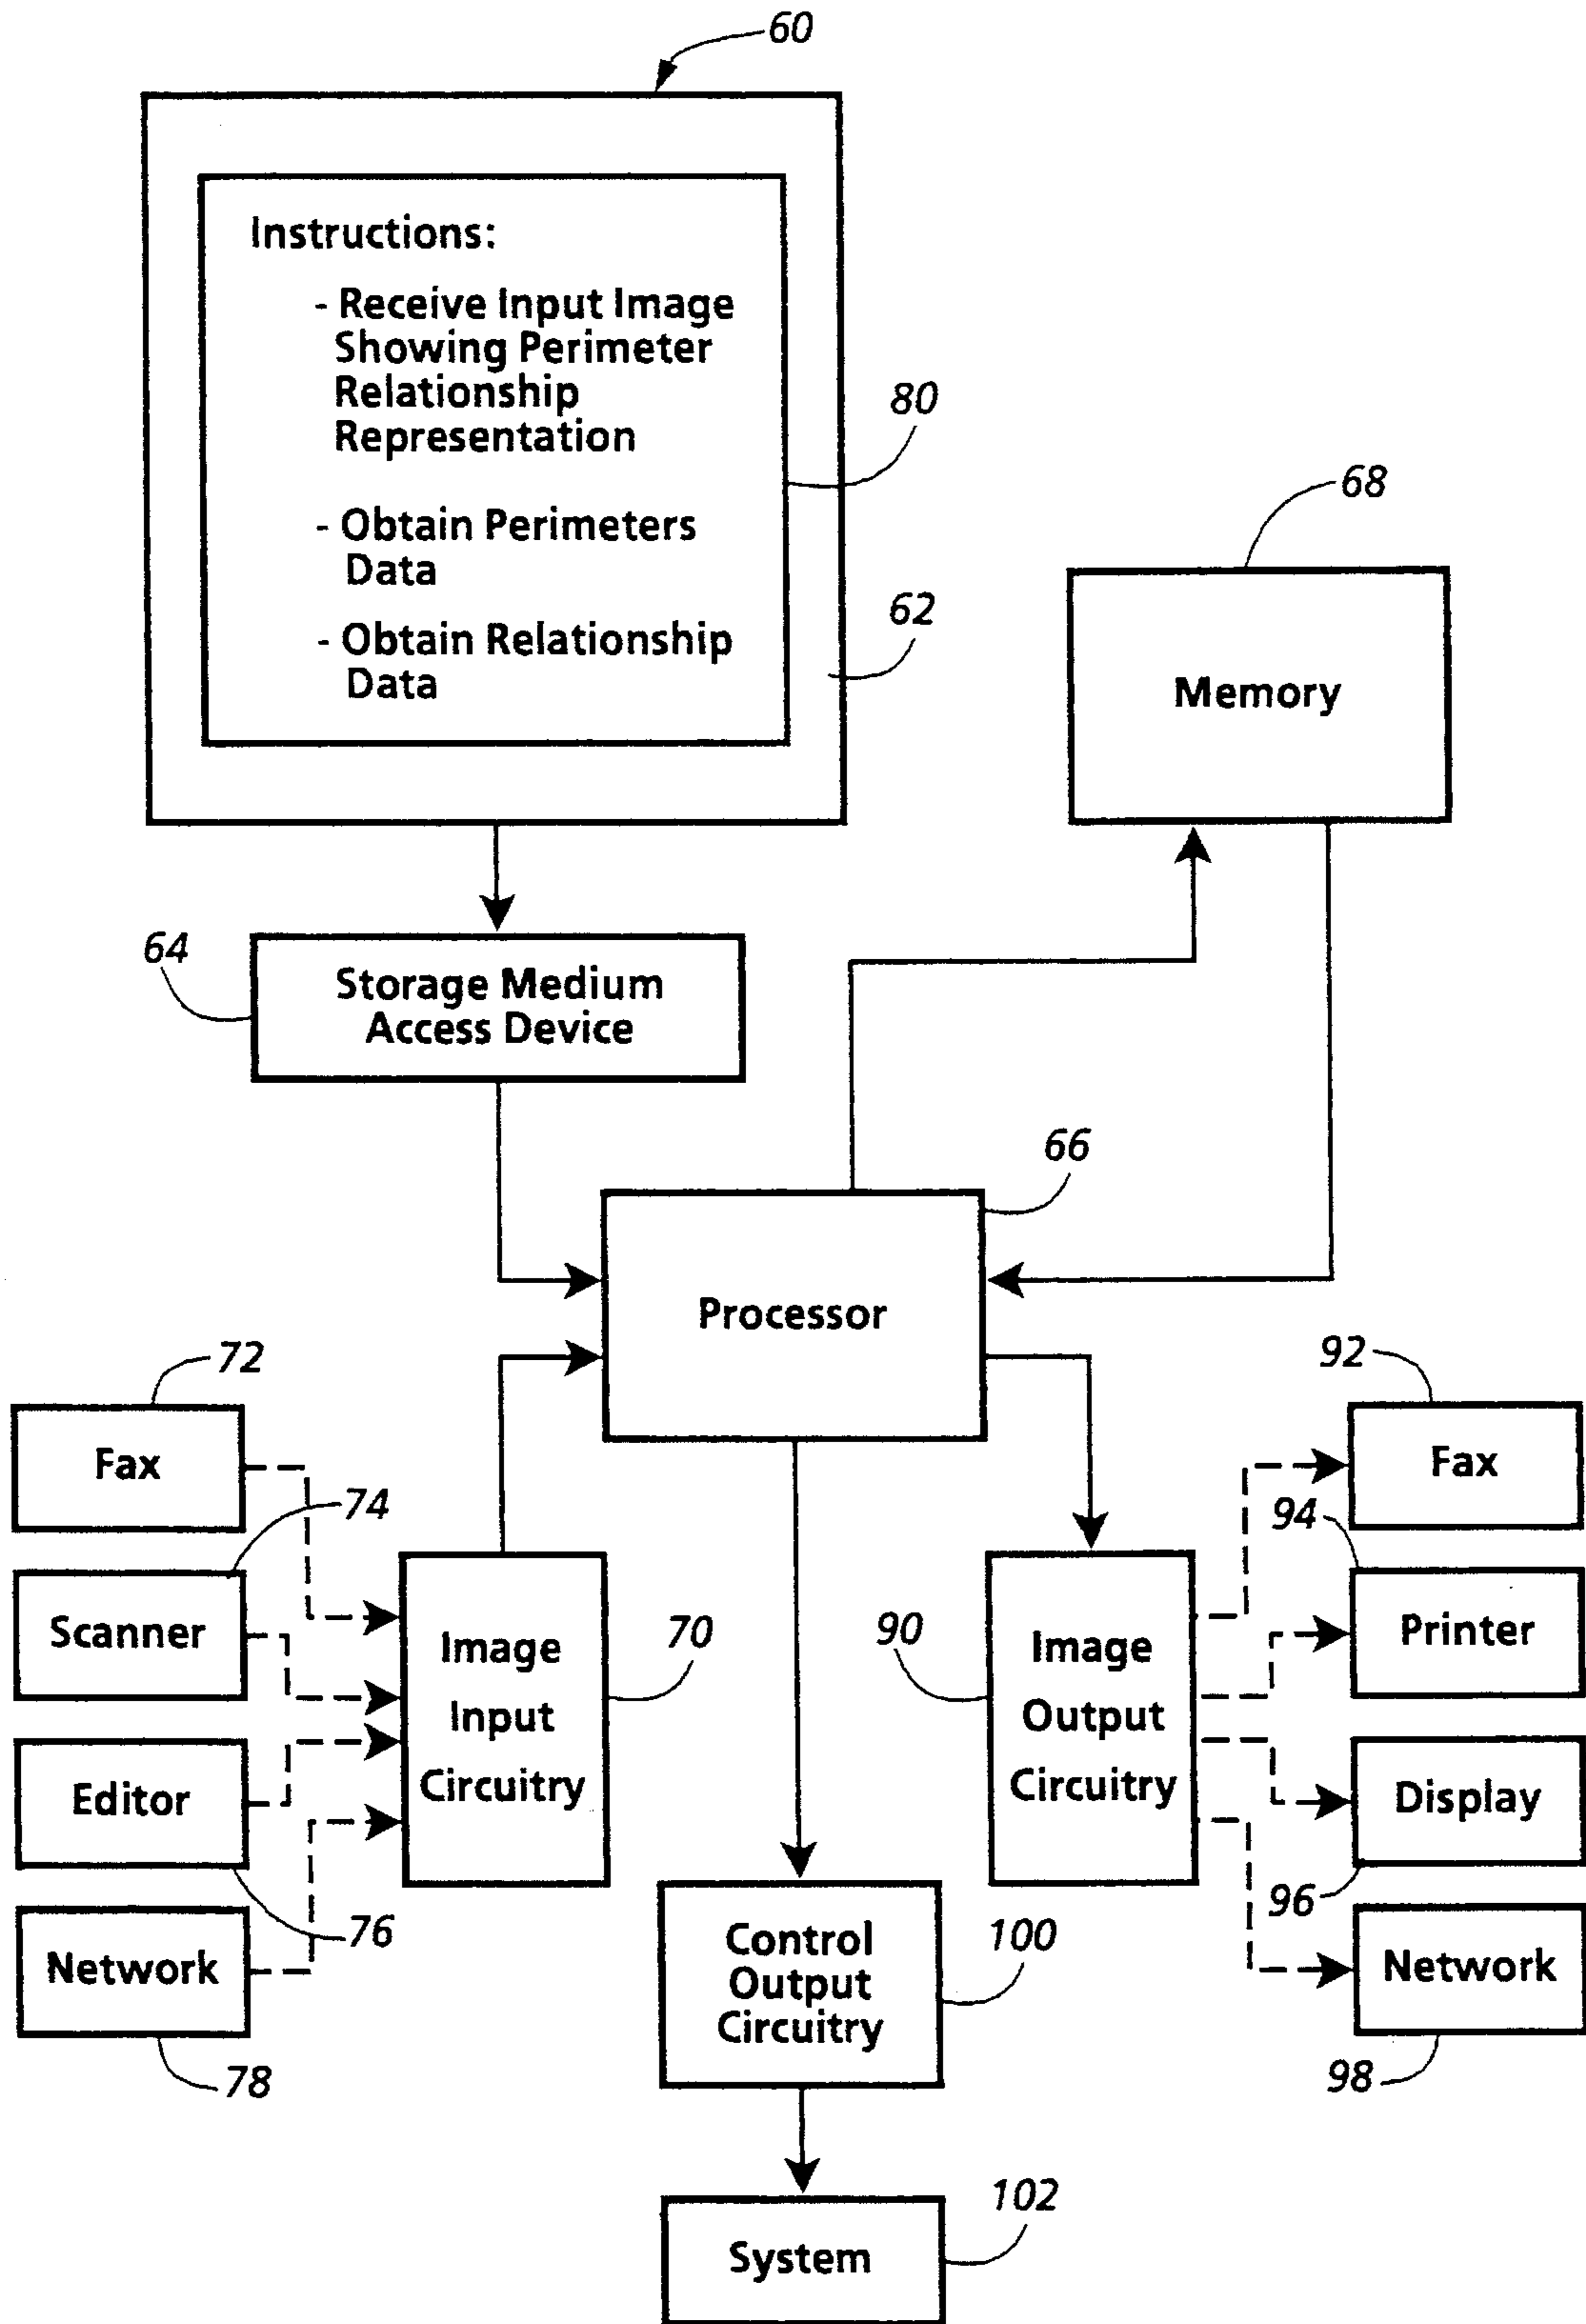 60
Instructions:
- Receive Input Image
Showing Perimeter
Relationship
Representation
80
- Obtain Perimeters
Data
62
- Obtain Relationship
Data
68
Memory
64
Storage Medium
Access Device
66
Processor
72
Fax
74
Scanner
Editor
76
Network
78
Image
Input
Circuitry
70
90
Image
Output
Circuitry
92
Fax
94
Printer
Display
96
Network
98
Control
Output
Circuitry
100
102
System